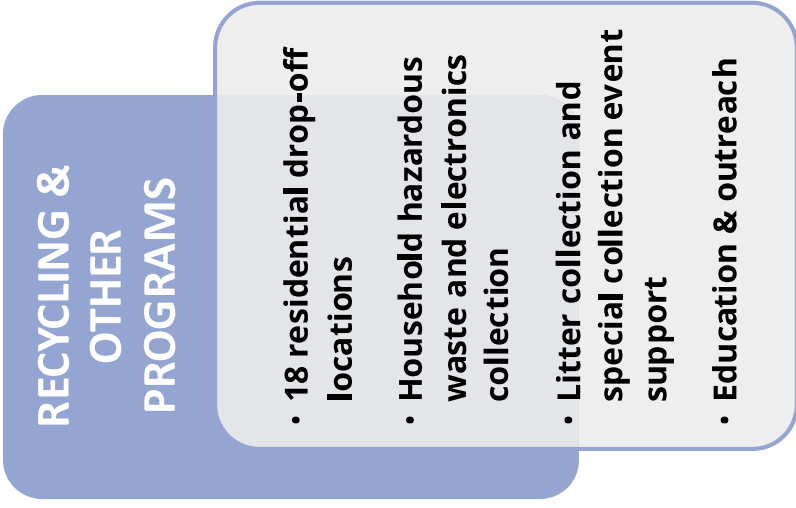 RECYCLING &
OTHER
PROGRAMS
• 18 residential drop-off
locations
• Household hazardous
waste and electronics
collection
• Litter collection and
special collection event
support
• Education & outreach